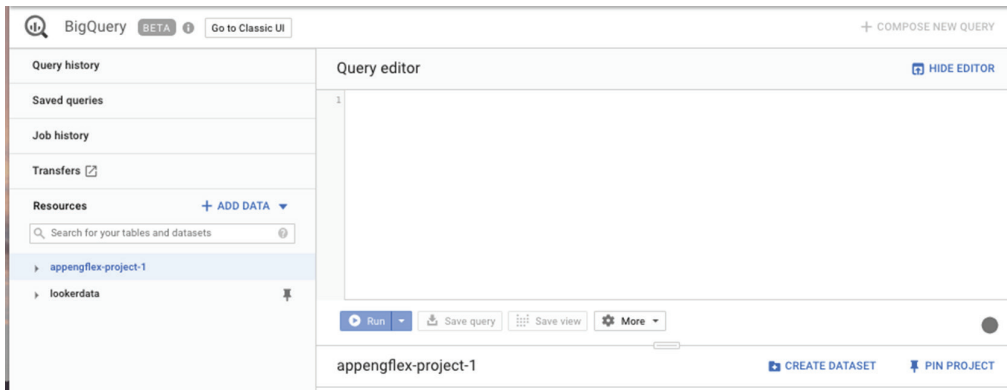 BigQuery BETA Go to Classic UI + COMPOSE NEW QUERY
Query history
Saved queries
Job history
Transfers
Resources + ADD DATA
Search for your tables and datasets
appengflex-project-1
lookerdata
Query editor HIDE EDITOR
1
Run Save query Save view More
appengflex-project-1 CREATE DATASET PIN PROJECT